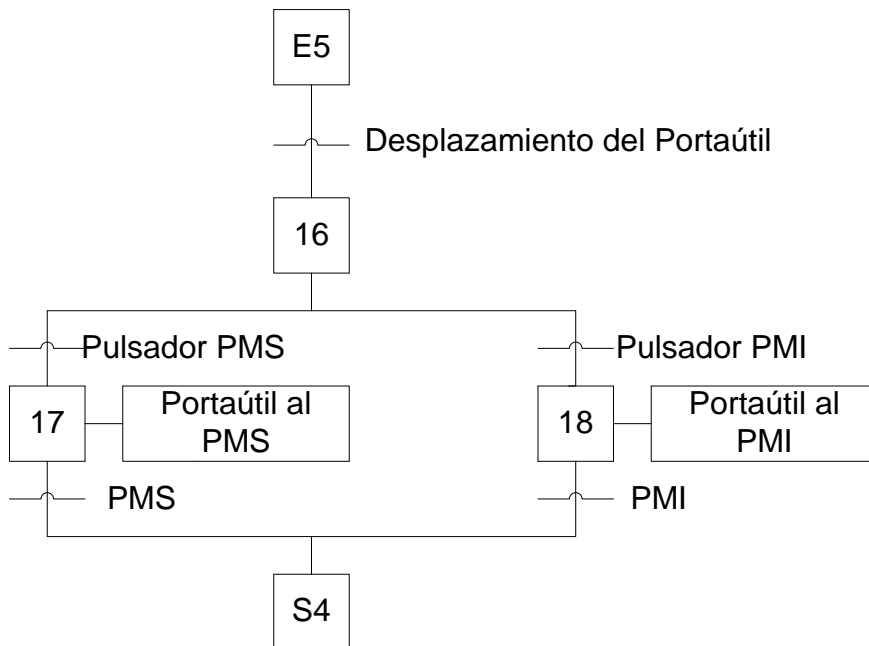 E5
Desplazamiento del Portaútil
16
Pulsador PMS
Pulsador PMI
17
Portaútil al
PMS
18
Portaútil al
PMI
PMS
PMI
S4